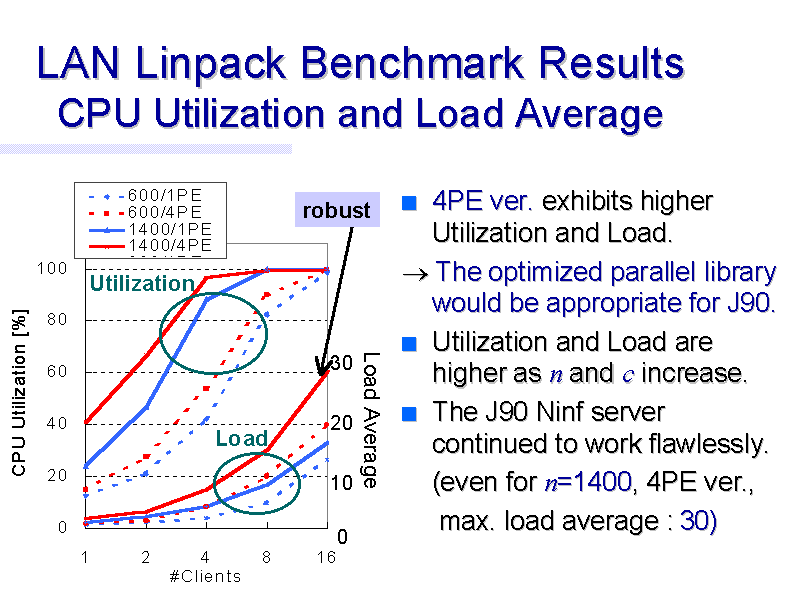 LAN Linpack Benchmark Results
CPU Utilization and Load Average
600/1PE
600/4PE
1400/1PE
1400/4PE
robust
Utilization
Load
CPU Utilization [%]
100
80
60
40
20
0
30
20
10
0
Load Average
1 2 4 8 16
#Clients
■ 4PE ver. exhibits higher
Utilization and Load.
→ The optimized parallel library
would be appropriate for J90.
■ Utilization and Load are
higher as n and c increase.
■ The J90 Ninf server
continued to work flawlessly.
(even for n=1400, 4PE ver.,
max. load average : 30)